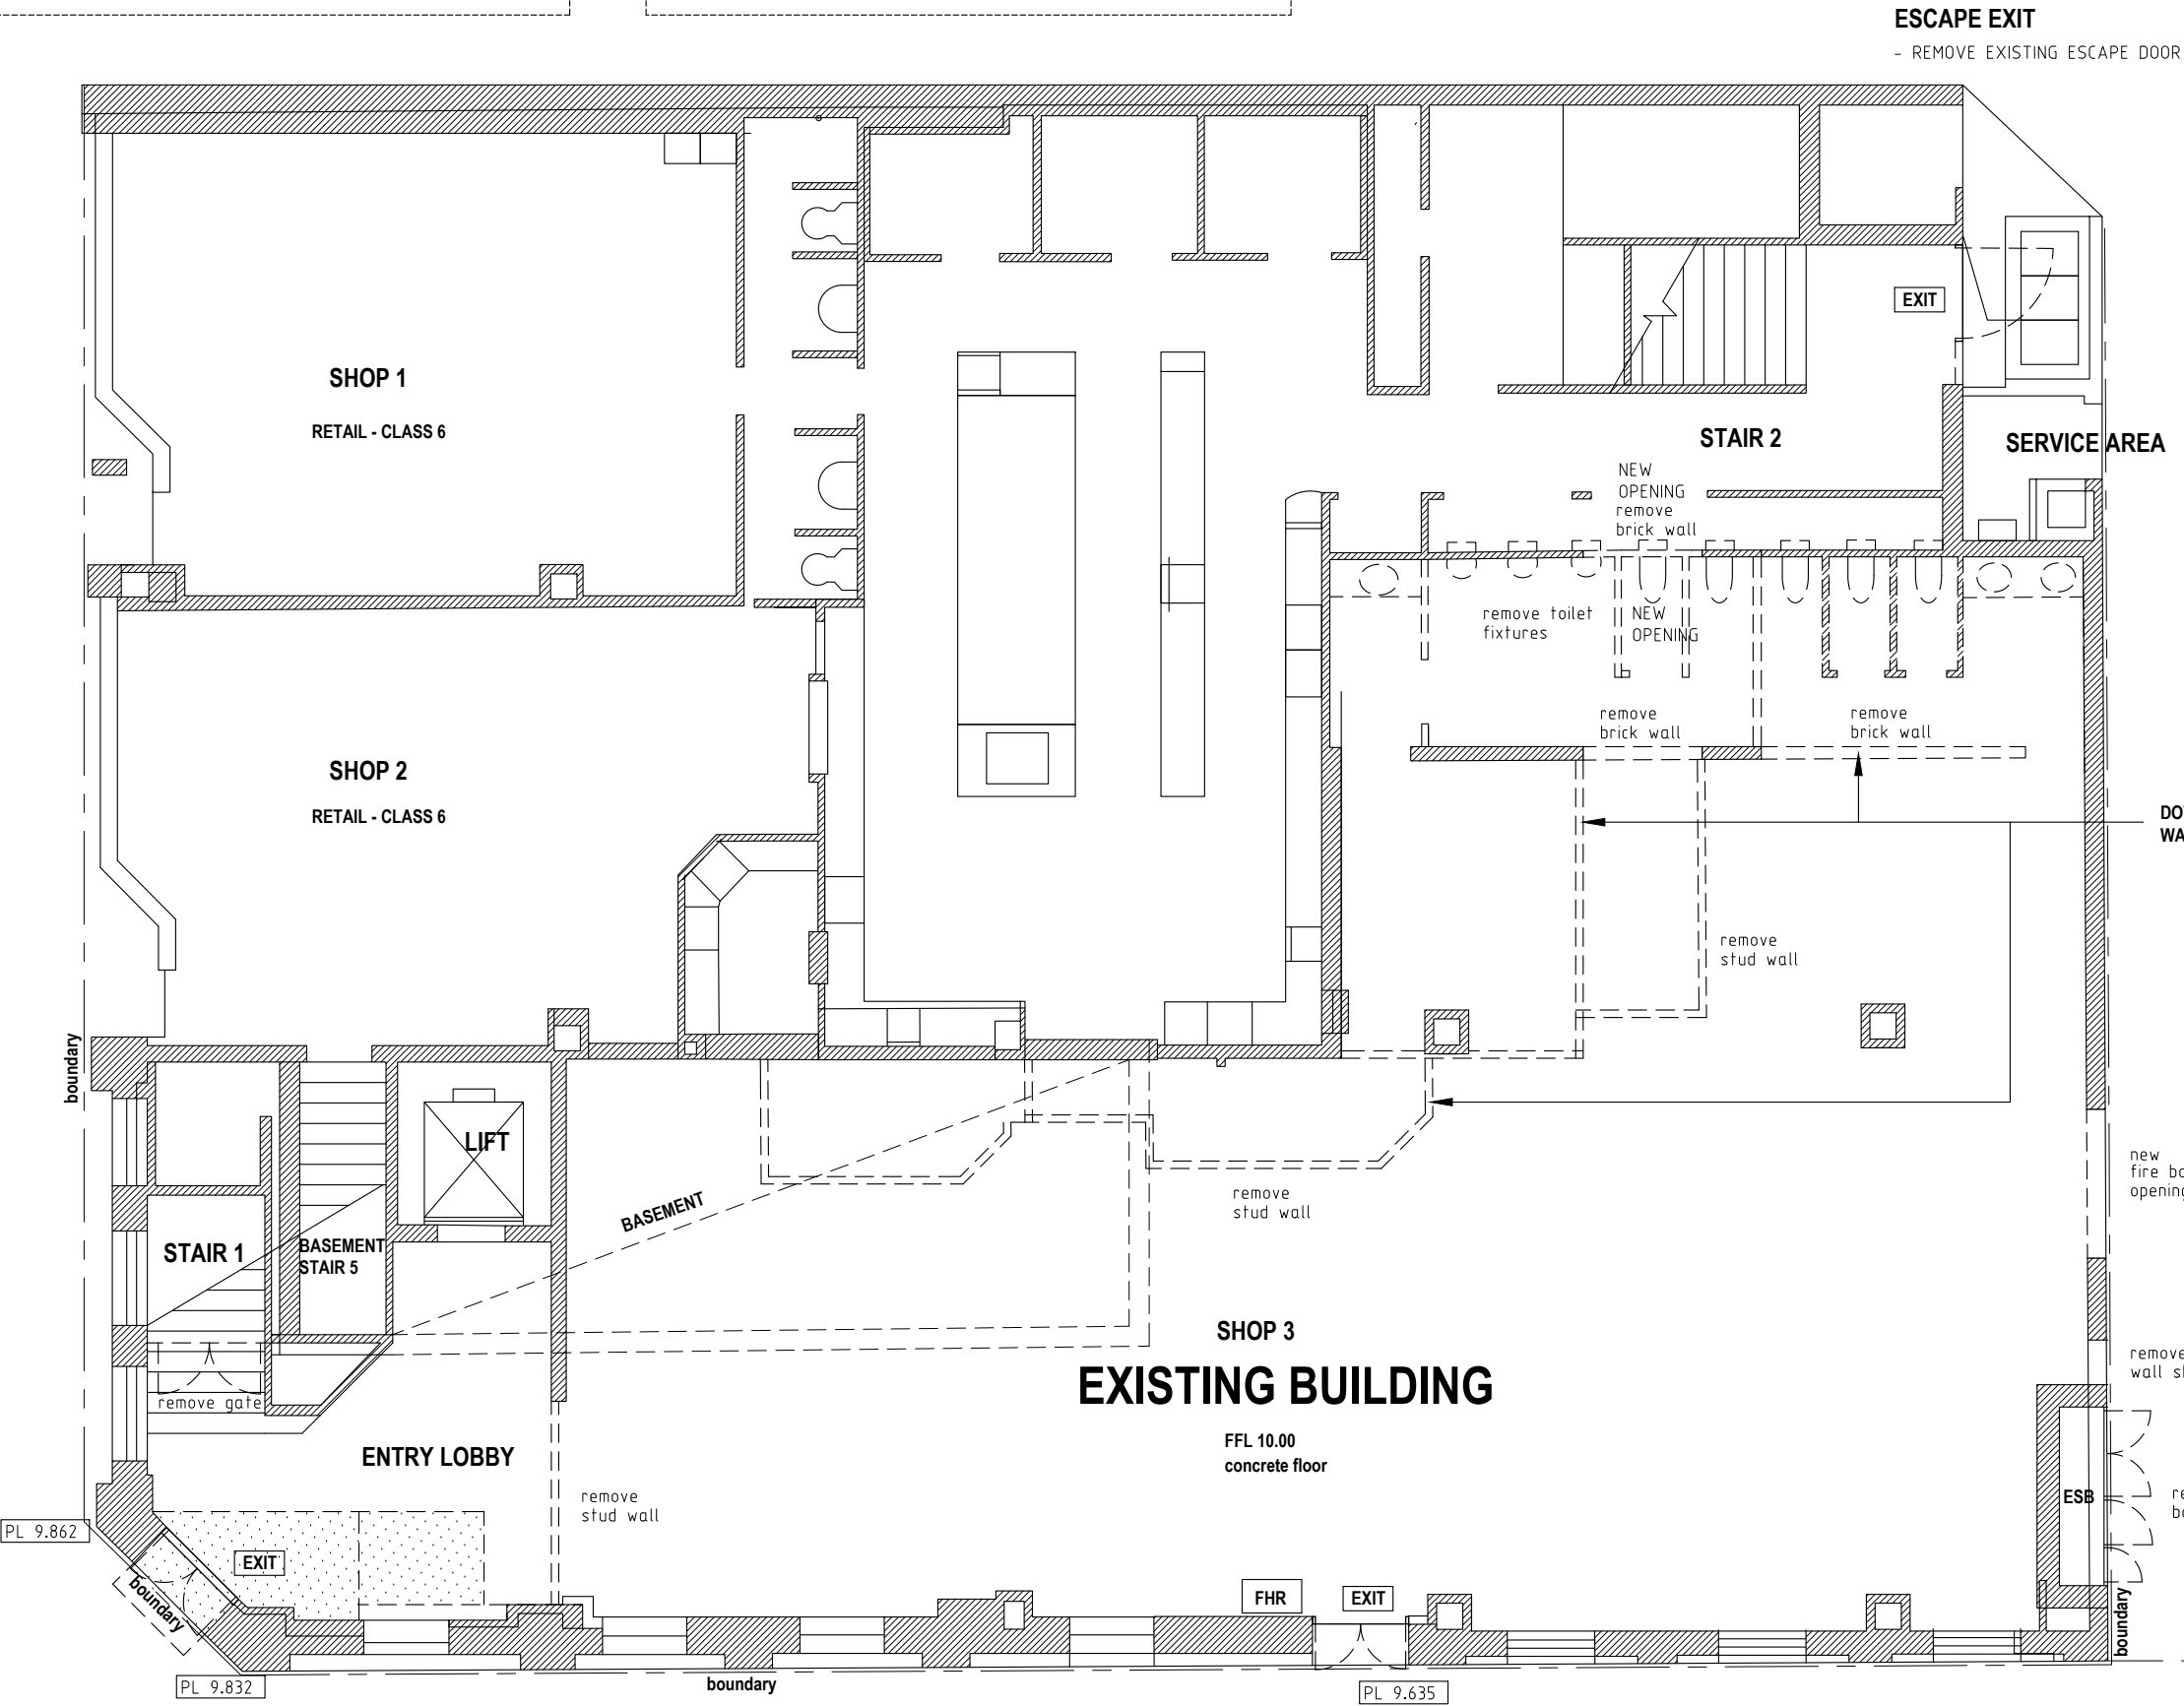 ESCAPE EXIT
- REMOVE EXISTING ESCAPE DOOR
EXIT
SHOP 1
RETAIL - CLASS 6
STAIR 2
SERVICE AREA
NEW
OPENING
remove
brick wall
remove toilet
fixtures
NEW
OPENING
remove
brick wall
remove
brick wall
SHOP 2
RETAIL - CLASS 6
remove
stud wall
boundary
LIFT
BASEMENT
remove
stud wall
new
STAIR 1
BASEMENT
STAIR 5
SHOP 3
EXISTING BUILDING
FFL 10.00
concrete floor
remove gate
ENTRY LOBBY
remove
stud wall
ESB
PL 9.862
EXIT
boundary
FHR
EXIT
boundary
boundary
PL 9.832
PL 9.635